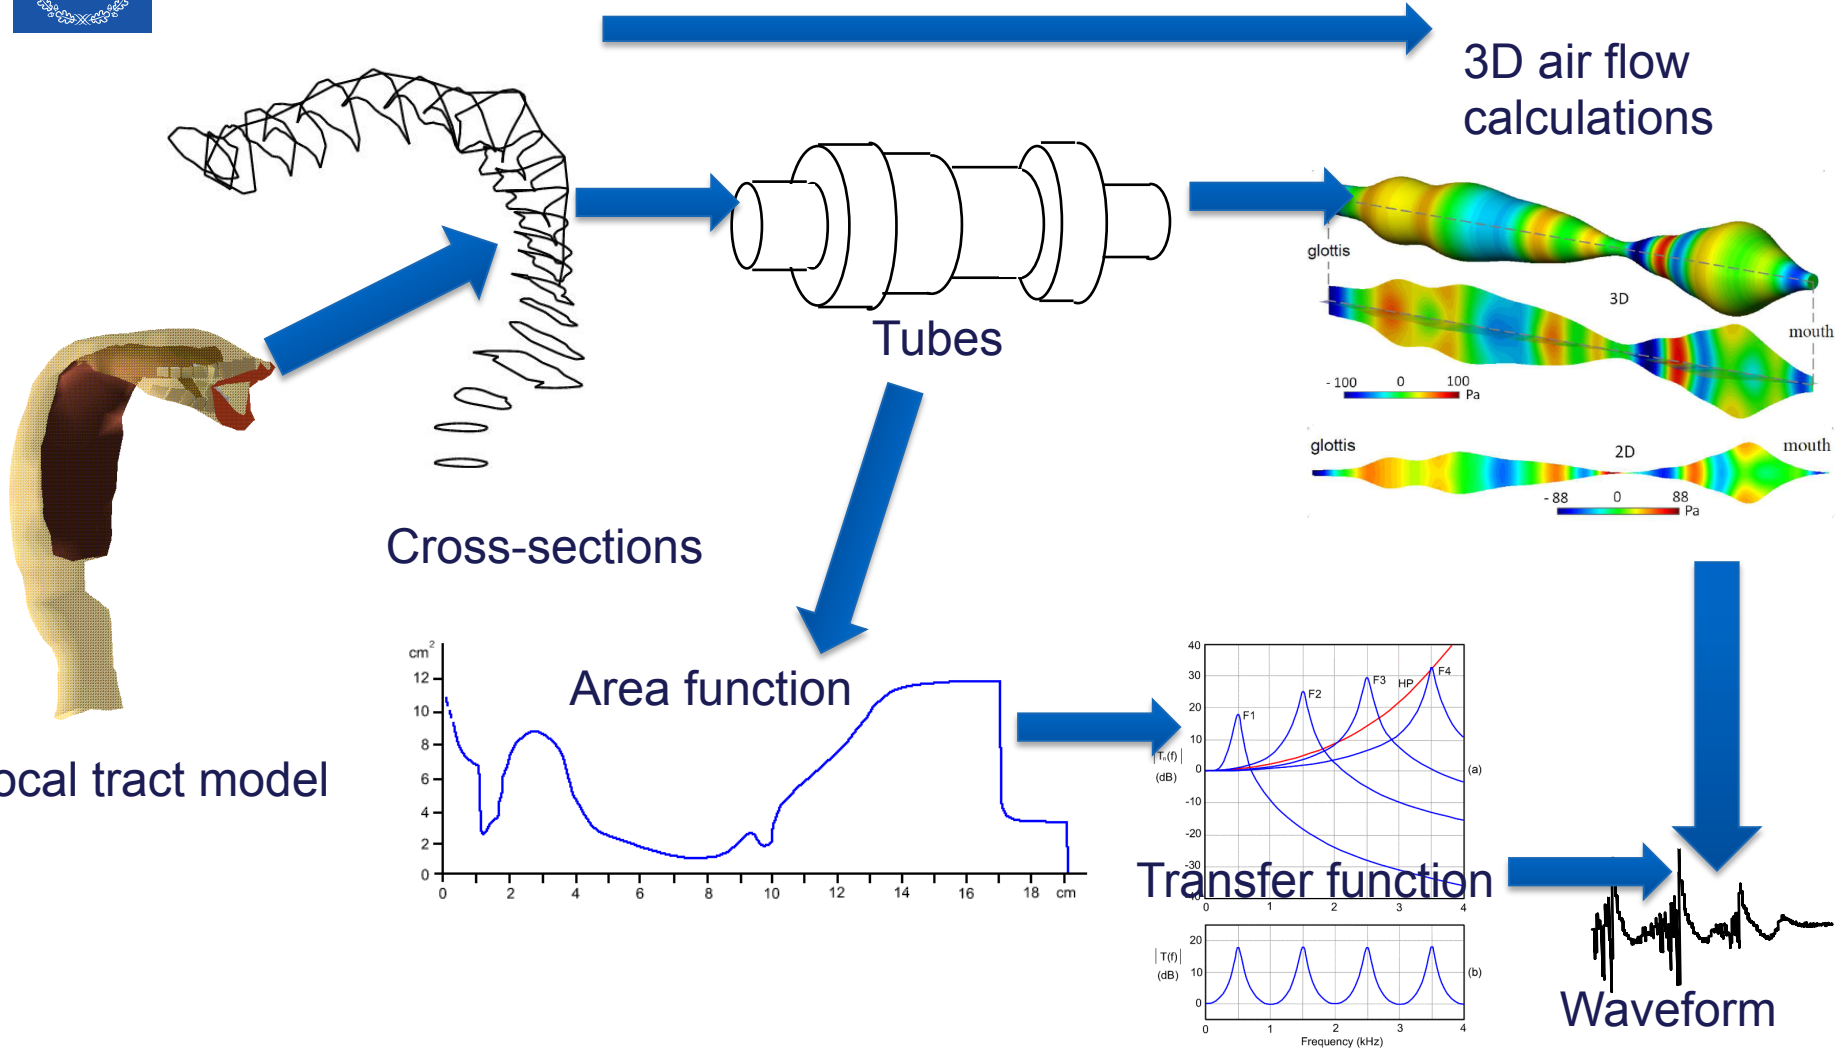 3D air flow
calculations
glottis
3D
mouth
-100 0 100
Pa
glottis
2D
mouth
-88 0 88
Pa
Tubes
Cross-sections
ocal tract model
Area function
cm2
12
10
8
6
4
2
0
0 2 4 6 8 10 12 14 16 18 cm
40
30
20
10
0
-10
-20
-30
|Tₙ(f)|
(dB)
F1
F2
F3
HP
F4
(a)
Transfer function
0 1 2 3 4
|T(f)|
(dB)
20
10
0
(b)
0 1 2 3 4
Frequency (kHz)
Waveform